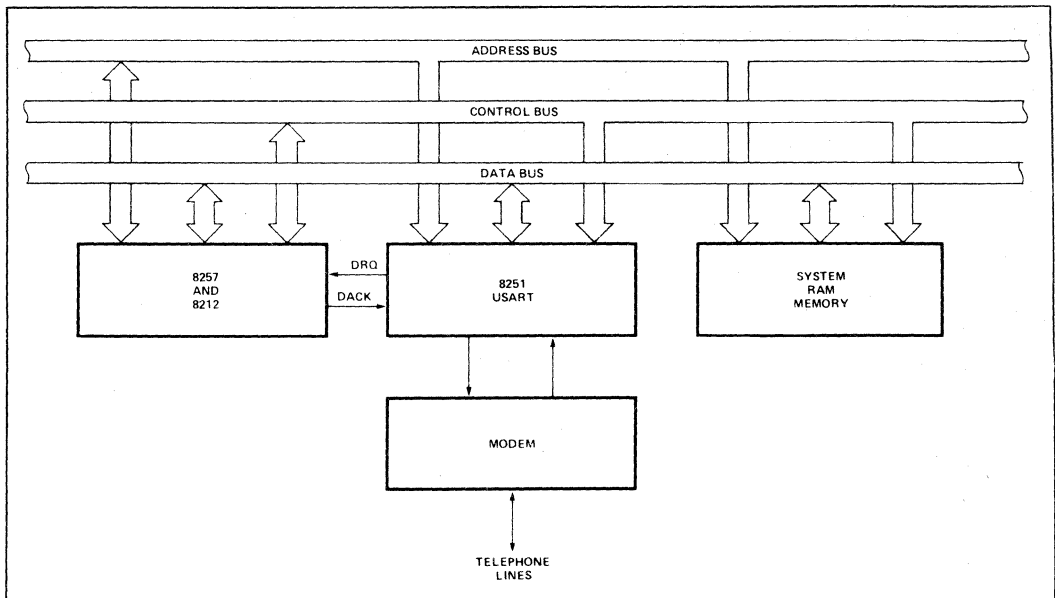 ADDRESS BUS
CONTROL BUS
DATA BUS
8257
AND
8212
DRQ
DACK
8251
USART
SYSTEM
RAM
MEMORY
MODEM
TELEPHONE
LINES